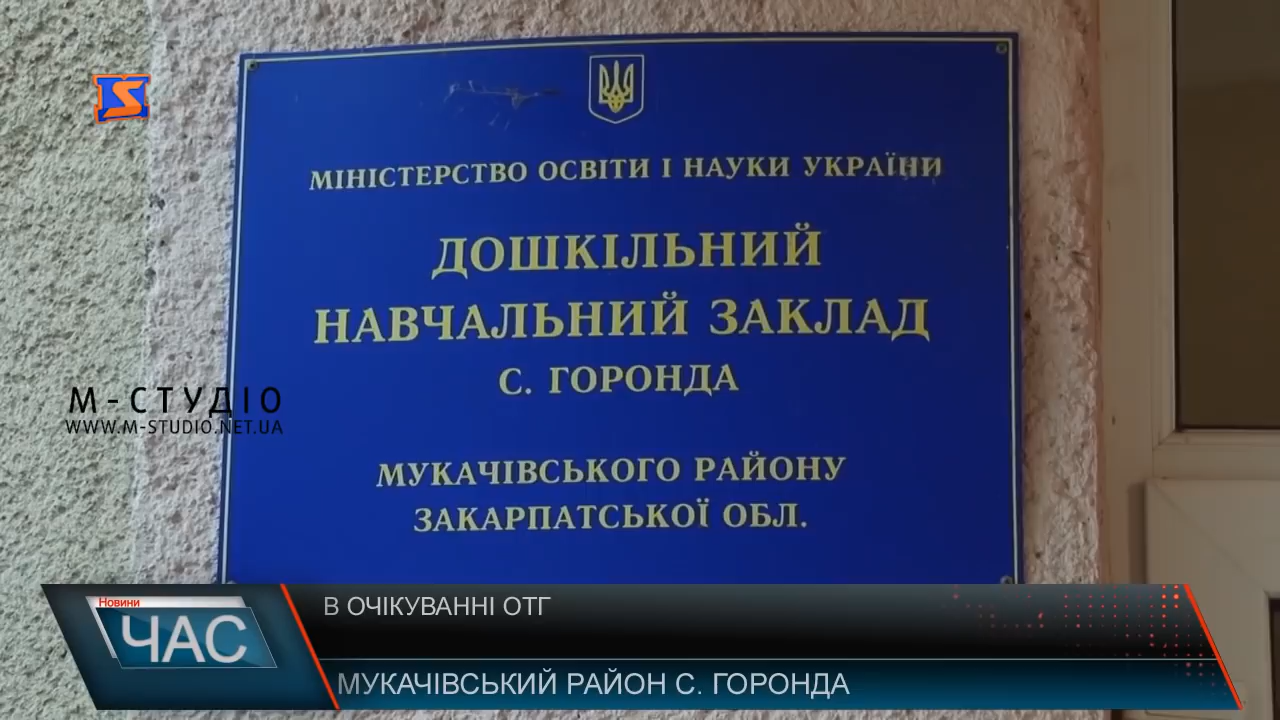 МІНІСТЕРСТВО ОСВІТИ І НАУКИ УКРАЇНИ
ДОШКІЛЬНИЙ
НАВЧАЛЬНИЙ ЗАКЛАД
С. ГОРОНДА
М-СТУДІО
WWW.M-STUDIO.NET.UA
МУКАЧІВСЬКОГО РАЙОНУ
ЗАКАРПАТСЬКОЇ ОБЛ.
Новини
ЧАС
В ОЧІКУВАННІ ОТГ
МУКАЧІВСЬКИЙ РАЙОН С. ГОРОНДА